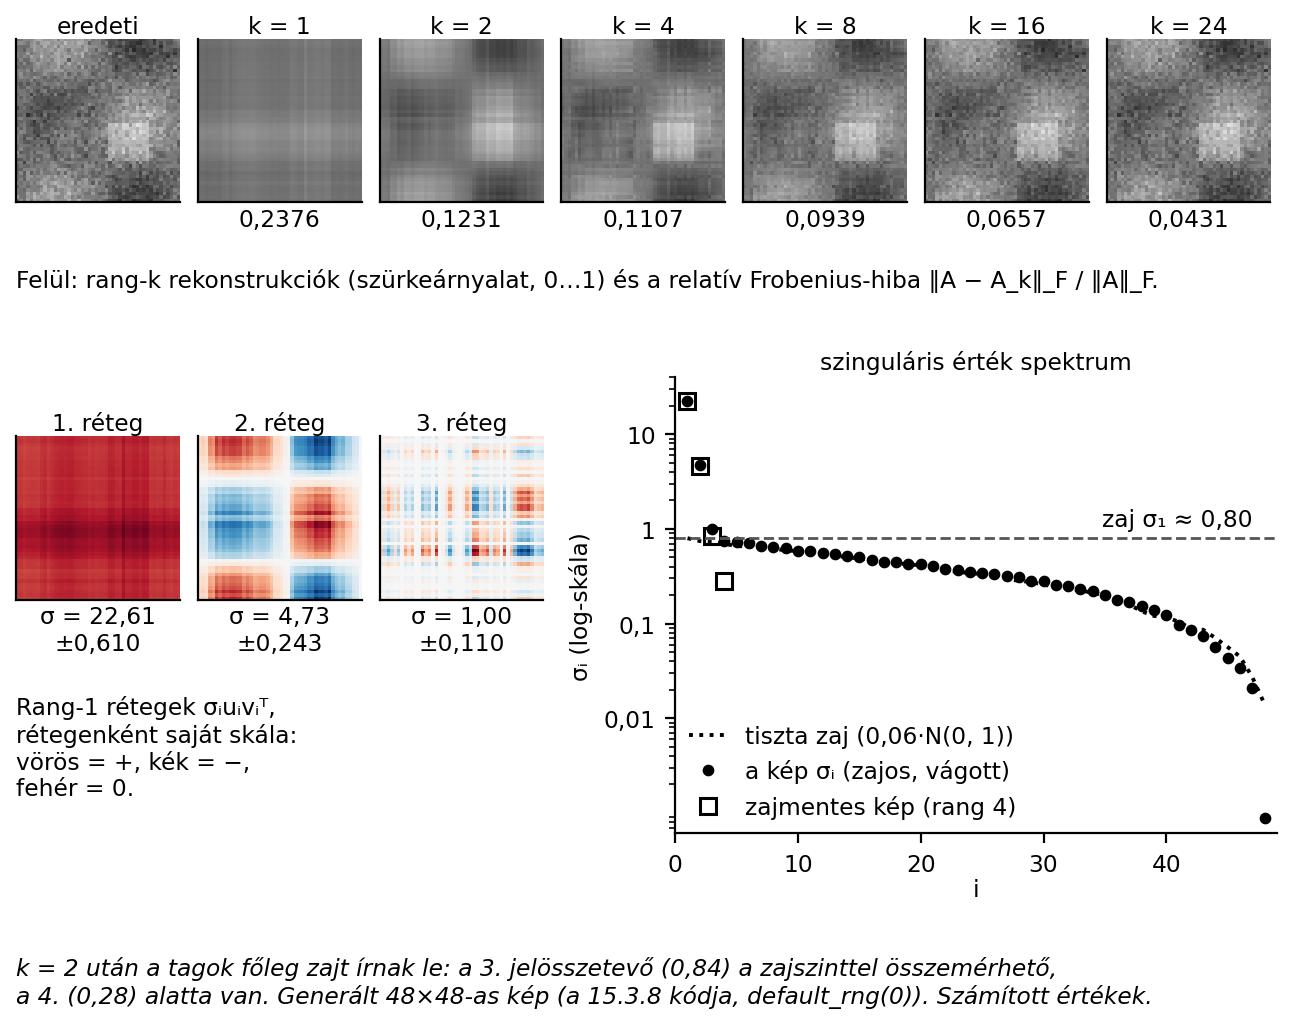 eredeti
k = 1
k = 2
k = 4
k = 8
k = 16
k = 24
0,2376
0,1231
0,1107
0,0939
0,0657
0,0431
Felül: rang-k rekonstrukciók (szürkeárnyalat, 0…1) és a relatív Frobenius-hiba ‖A − A_k‖_F / ‖A‖_F.
1. réteg
2. réteg
3. réteg
σ = 22,61
±0,610
σ = 4,73
±0,243
σ = 1,00
±0,110
Rang-1 rétegek σᵢuᵢvᵢᵀ,
rétegenként saját skála:
vörös = +, kék = −,
fehér = 0.
szinguláris érték spektrum
σᵢ (log-skála)
10
1
0,1
0,01
zaj σ₁ ≈ 0,80
tiszta zaj (0,06·N(0, 1))
a kép σᵢ (zajos, vágott)
zajmentes kép (rang 4)
0
10
20
30
40
i
k = 2 után a tagok főleg zajt írnak le: a 3. jelösszetevő (0,84) a zajszinttel összemérhető,
a 4. (0,28) alatta van. Generált 48×48-as kép (a 15.3.8 kódja, default_rng(0)). Számított értékek.